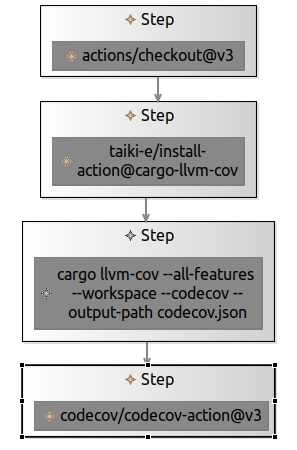 Step
actions/checkout@v3
Step
taiki-e/install-
action@cargo-llvm-cov
Step
cargo llvm-cov --all-features
--workspace --codecov --
output-path codecov.json
Step
codecov/codecov-action@v3